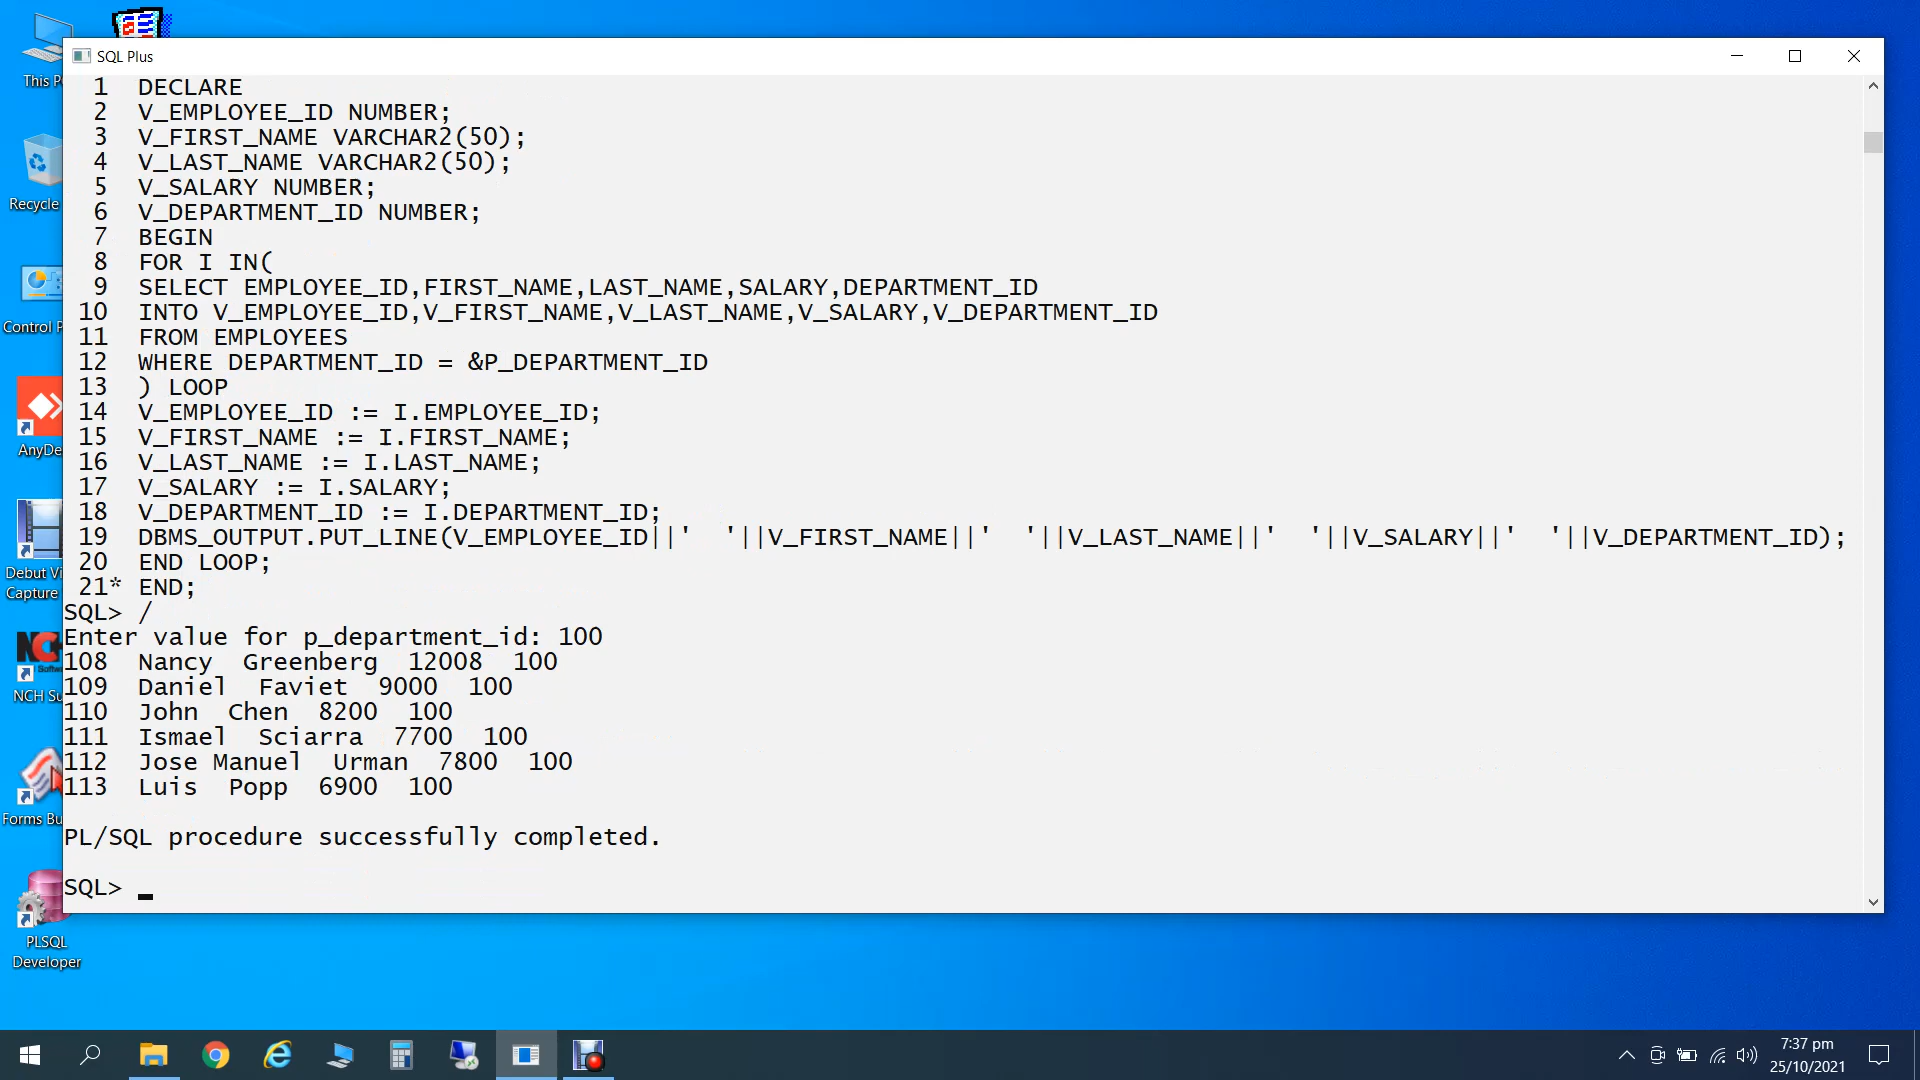 This P
SQL Plus
1 DECLARE
2 V_EMPLOYEE_ID NUMBER;
3 V_FIRST_NAME VARCHAR2(50);
4 V_LAST_NAME VARCHAR2(50);
5 V_SALARY NUMBER;
6 V_DEPARTMENT_ID NUMBER;
7 BEGIN
8 FOR I IN(
9 SELECT EMPLOYEE_ID,FIRST_NAME,LAST_NAME,SALARY,DEPARTMENT_ID
10 INTO V_EMPLOYEE_ID,V_FIRST_NAME,V_LAST_NAME,V_SALARY,V_DEPARTMENT_ID
11 FROM EMPLOYEES
12 WHERE DEPARTMENT_ID = &P_DEPARTMENT_ID
13 ) LOOP
14 V_EMPLOYEE_ID := I.EMPLOYEE_ID;
15 V_FIRST_NAME := I.FIRST_NAME;
16 V_LAST_NAME := I.LAST_NAME;
17 V_SALARY := I.SALARY;
18 V_DEPARTMENT_ID := I.DEPARTMENT_ID;
19 DBMS_OUTPUT.PUT_LINE(V_EMPLOYEE_ID||'  '||V_FIRST_NAME||'  '||V_LAST_NAME||'  '||V_SALARY||'  '||V_DEPARTMENT_ID);
20 END LOOP;
21* END;
SQL> /
Enter value for p_department_id: 100
108  Nancy  Greenberg  12008  100
109  Daniel  Faviet  9000  100
110  John  Chen  8200  100
111  Ismael  Sciarra  7700  100
112  Jose Manuel  Urman  7800  100
113  Luis  Popp  6900  100
PL/SQL procedure successfully completed.
SQL>
Recycle
Control P
AnyDe
Debut Vi
Capture
NCH
NCH Su
Forms Bu
PLSQL
Developer
7:37 pm
25/10/2021